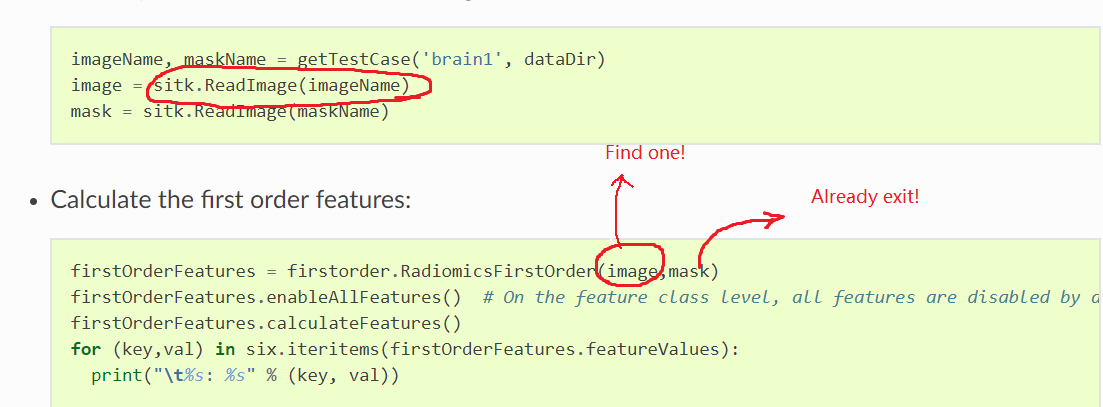 imageName, maskName = getTestCase('brain1', dataDir)
image = sitk.ReadImage(imageName)
mask = sitk.ReadImage(maskName)
Find one!
Already exit!
• Calculate the first order features:
firstOrderFeatures = firstorder.RadiomicsFirstOrder(image,mask)
firstOrderFeatures.enableAllFeatures()  # On the feature class level, all features are disabled by
firstOrderFeatures.calculateFeatures()
for (key,val) in six.iteritems(firstOrderFeatures.featureValues):
  print("\t%s: %s" % (key, val))